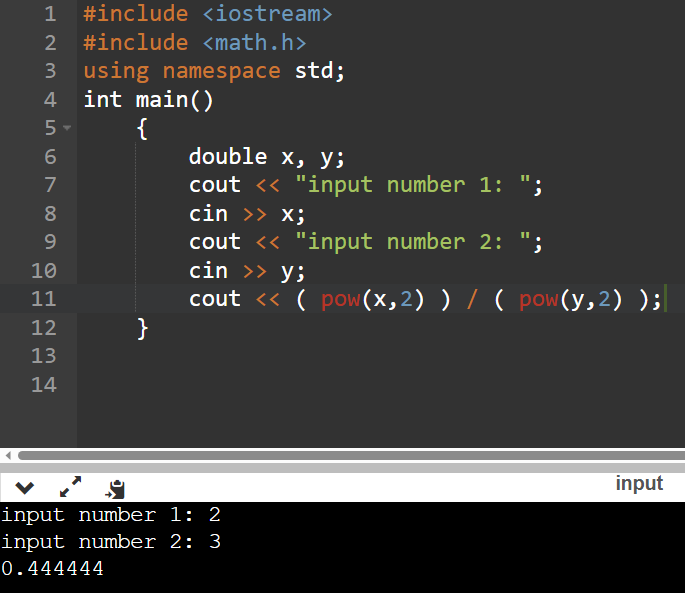 1 #include <iostream>
2 #include <math.h>
3 using namespace std;
4 int main()
5 {
6 double x, y;
7 cout << "input number 1: ";
8 cin >> x;
9 cout << "input number 2: ";
10 cin >> y;
11 cout << ( pow(x,2) ) / ( pow(y,2) );
12 }
13
14
input
input number 1: 2
input number 2: 3
0.444444